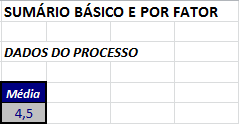 SUMÁRIO BÁSICO E POR FATOR
DADOS DO PROCESSO
Média
4,5